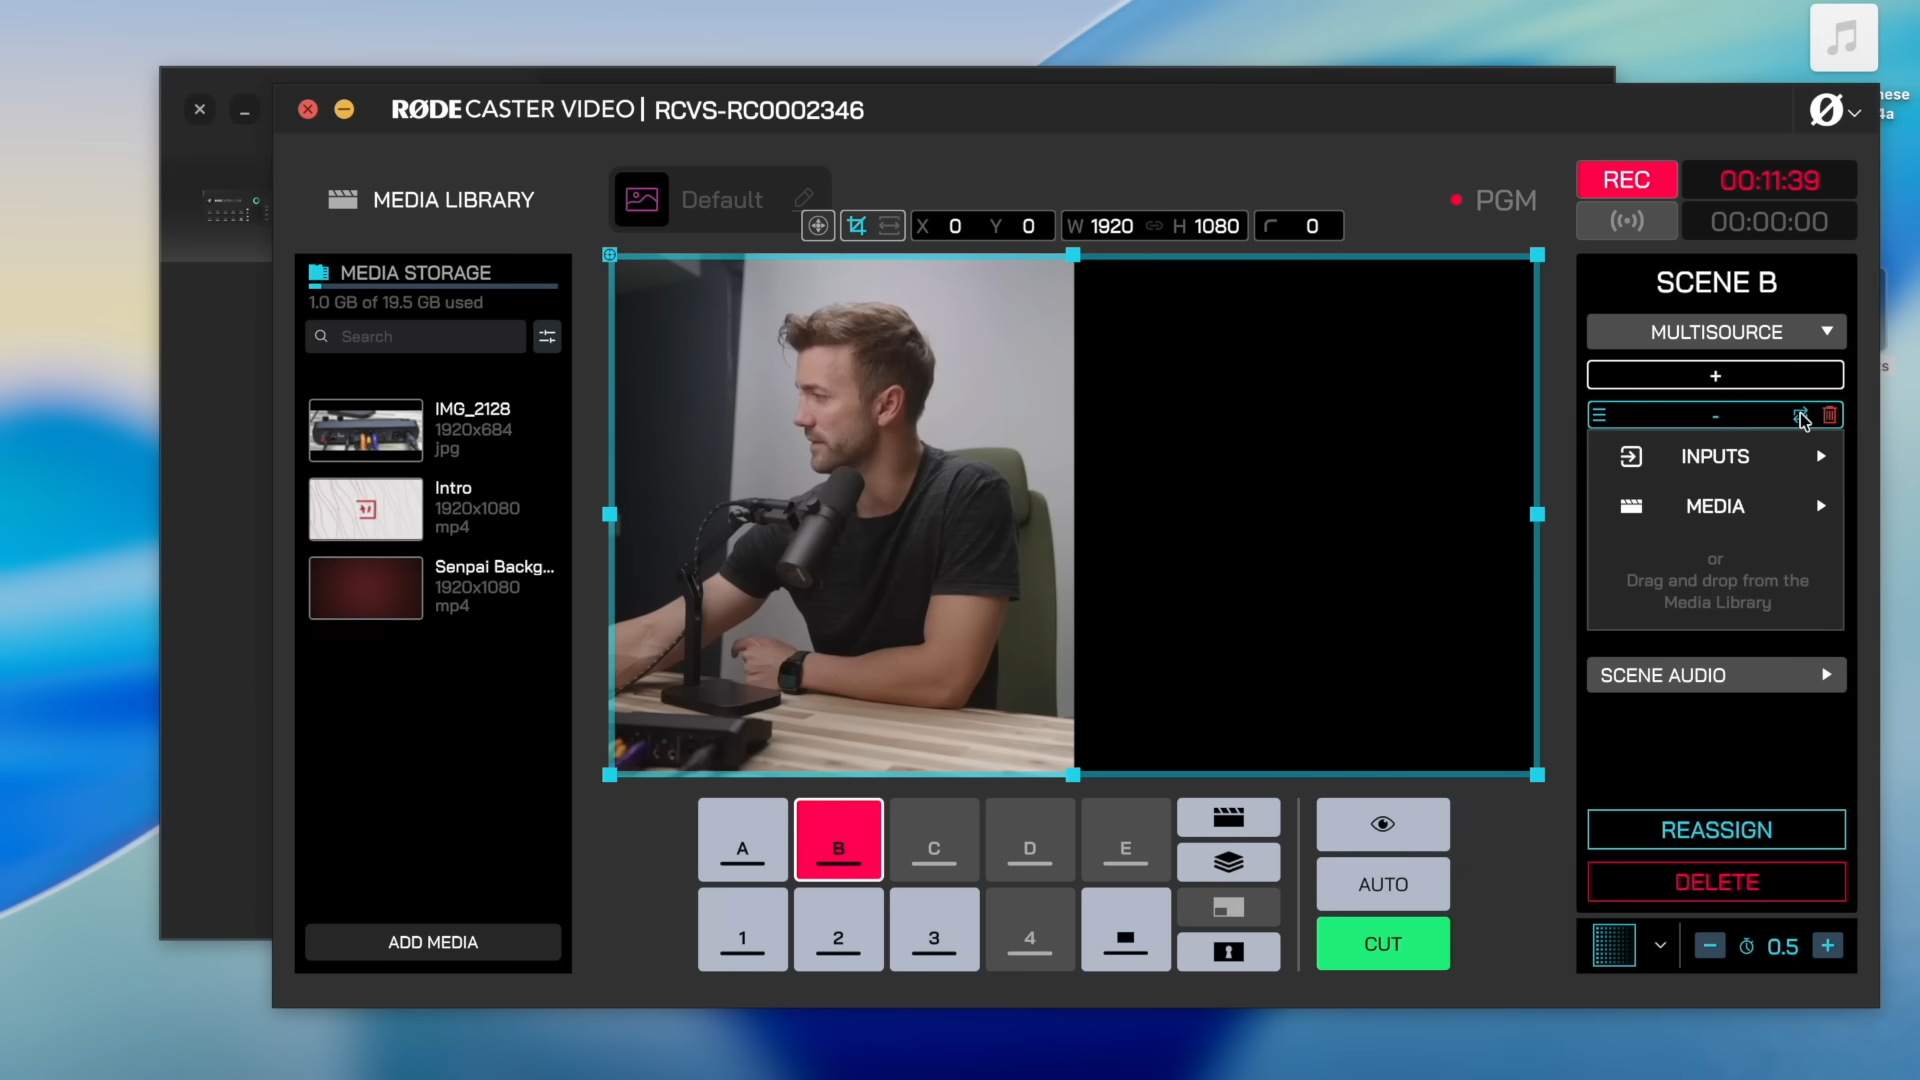 RØDECASTER VIDEO | RCVS-RC0002346
nese
4a
MEDIA LIBRARY
Default
PGM
REC
00:11:39
00:00:00
X 0 Y 0 W 1920 H 1080 0
MEDIA STORAGE
1.0 GB of 19.5 GB used
Search
IMG_2128
1920x684
jpg
Intro
1920x1080
mp4
Senpai Backg...
1920x1080
mp4
ADD MEDIA
SCENE B
MULTISOURCE
+
-
INPUTS
MEDIA
or
Drag and drop from the
Media Library
SCENE AUDIO
REASSIGN
DELETE
- 0.5 +
A B C D E
1 2 3 4
AUTO
CUT
s